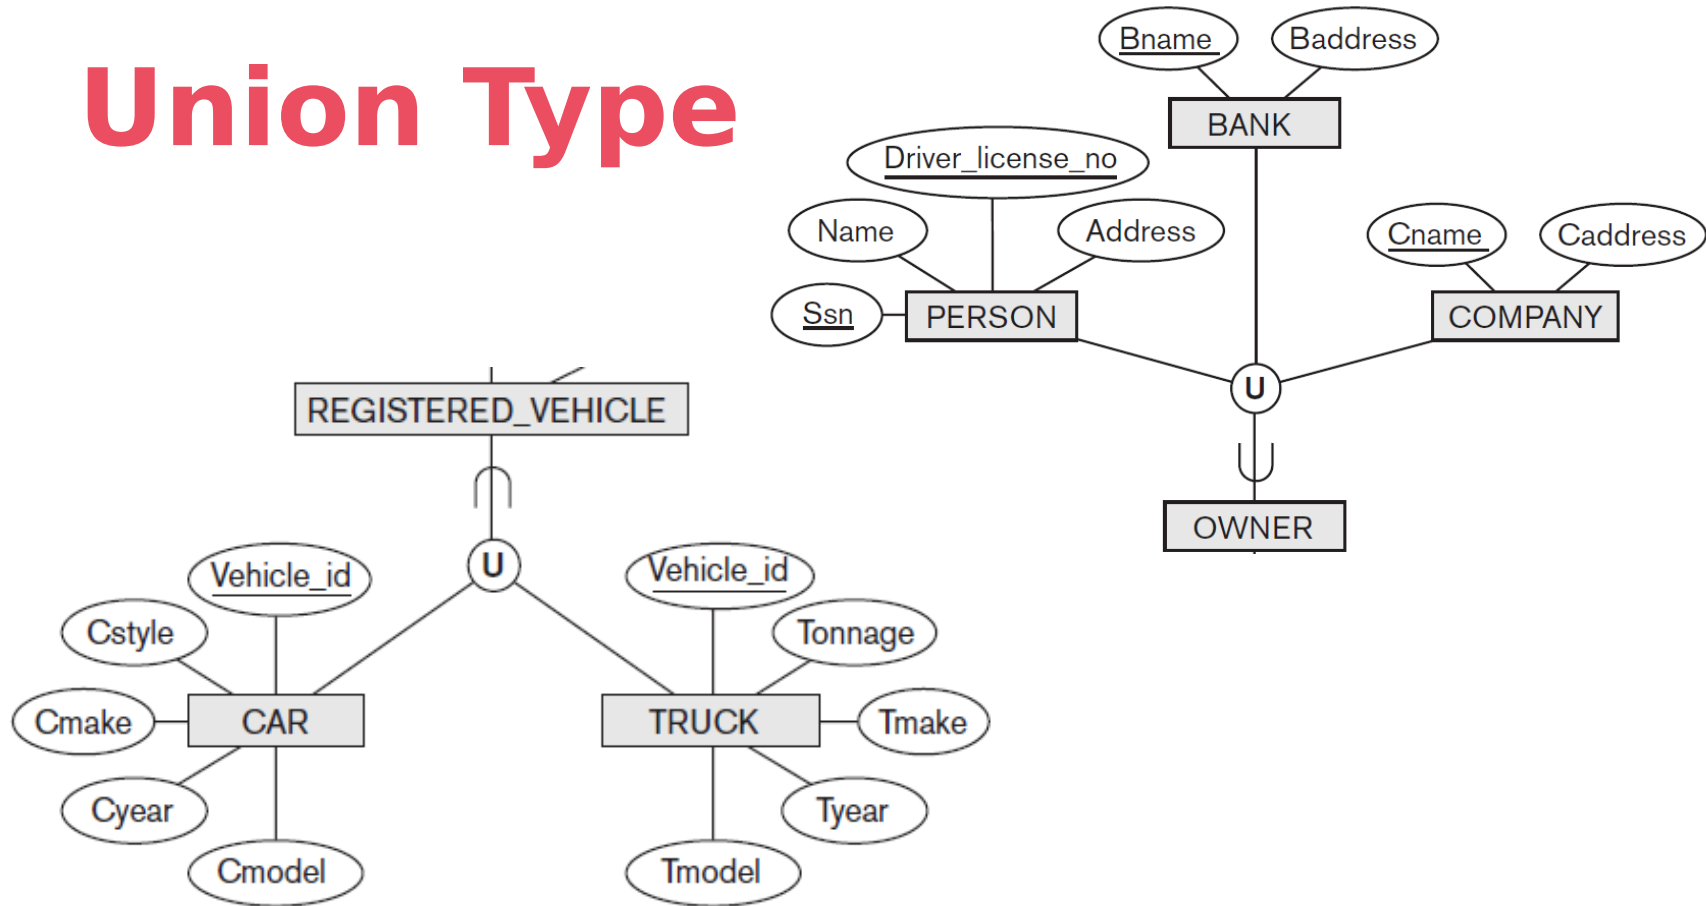 Union Type
Bname
Baddress
BANK
Driver_license_no
Name
Address
Cname
Caddress
Ssn
PERSON
COMPANY
U
OWNER
REGISTERED_VEHICLE
U
Vehicle_id
Vehicle_id
Cstyle
Tonnage
Cmake
CAR
TRUCK
Tmake
Cyear
Tyear
Cmodel
Tmodel